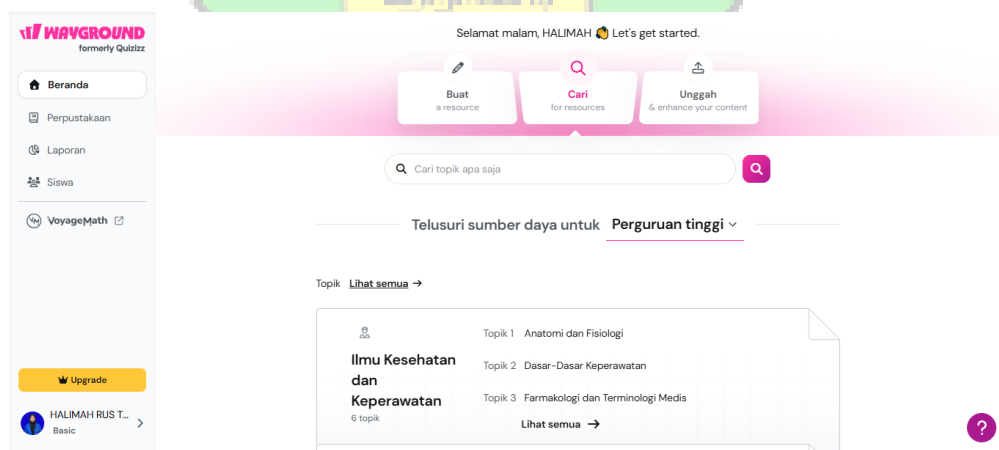 WAYGROUND
formerly Quizizz
Beranda
Perpustakaan
Laporan
Siswa
VoyageMath
Upgrade
HALIMAH RUS T...
Basic
Selamat malam, HALIMAH 👏 Let's get started.
Buat
a resource
Cari
for resources
Unggah
& enhance your content
Cari topik apa saja
Telusuri sumber daya untuk Perguruan tinggi
Topik Lihat semua →
Ilmu Kesehatan
dan
Keperawatan
6 topik
Topik 1 Anatomi dan Fisiologi
Topik 2 Dasar-Dasar Keperawatan
Topik 3 Farmakologi dan Terminologi Medis
Lihat semua →
?